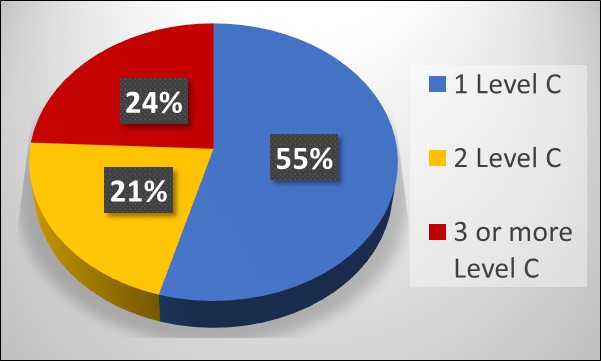 24%
55%
21%
1 Level C
2 Level C
3 or more
Level C